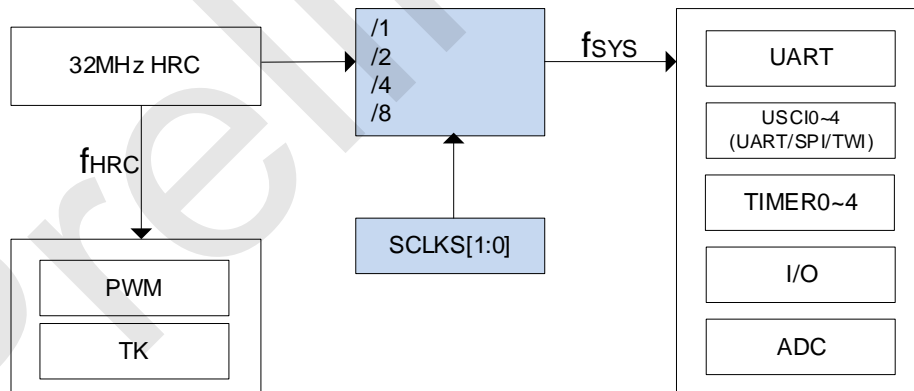 32MHz HRC
/1
/2
/4
/8
fSYS
UART
USCI0~4
(UART/SPI/TWI)
TIMER0~4
I/O
ADC
fHRC
PWM
TK
SCLKS[1:0]